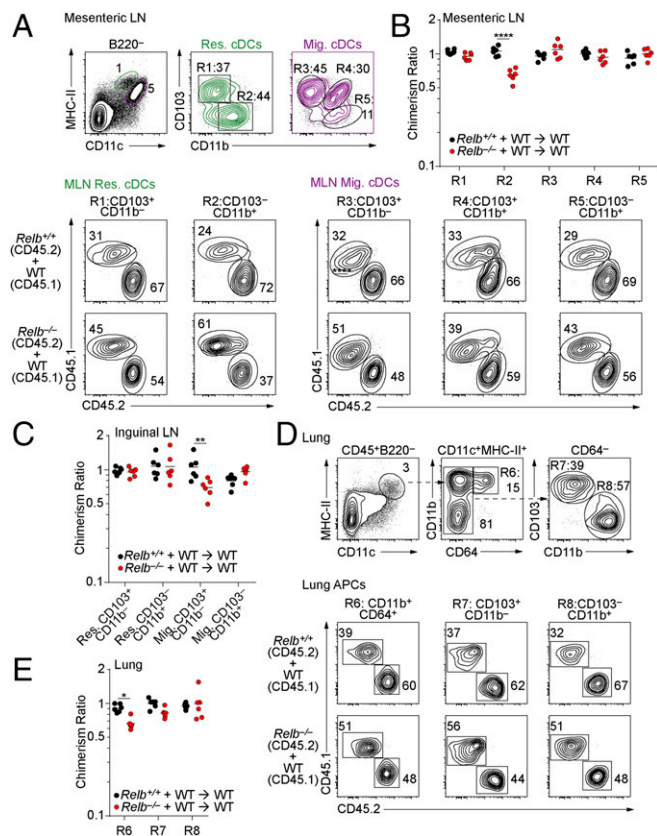 A
Mesenteric LN
B220–
Res. cDCs
Mig. cDCs
1
5
R1:37
R2:44
R3:45
R4:30
R5:
11
MHC-II
CD11c
CD103
CD11b
B
Mesenteric LN
Chimerism Ratio
10
1.0
0.1
Relb+/+ + WT → WT
Relb–/– + WT → WT
****
R1
R2
R3
R4
R5
MLN Res. cDCs
MLN Mig. cDCs
R1:CD103+
CD11b–
R2:CD103-
CD11b+
R3:CD103+
CD11b–
R4:CD103+
CD11b+
R5:CD103–
CD11b+
Relb+/+
(CD45.2)
+
WT
(CD45.1)
31
67
24
72
32
****
66
33
66
29
69
Relb–/–
(CD45.2)
+
WT
(CD45.1)
45
54
61
37
51
48
39
59
43
56
CD45.1
CD45.2
CD45.1
CD45.2
C
Inguinal LN
Chimerism Ratio
10
1.0
0.1
**
Relb+/+ + WT → WT
Relb–/– + WT → WT
Res. CD103+
CD11b–
Res. CD103-
CD11b+
Mig. CD103+
CD11b–
Mig. CD103–
CD11b+
D
Lung
CD45+B220–
CD11c+MHC-II+
CD64–
3
R6:
15
81
R7:39
R8:57
MHC-II
CD11c
CD11b
CD64
CD103
CD11b
Lung APCs
R6: CD11b+
CD64+
R7: CD103+
CD11b–
R8:CD103–
CD11b+
Relb+/+
(CD45.2)
+
WT
(CD45.1)
39
60
37
62
32
67
Relb–/–
(CD45.2)
+
WT
(CD45.1)
51
48
56
44
51
48
CD45.1
CD45.2
E
Lung
Chimerism Ratio
10
1.0
0.1
*
Relb+/+ + WT → WT
Relb–/– + WT → WT
R6
R7
R8